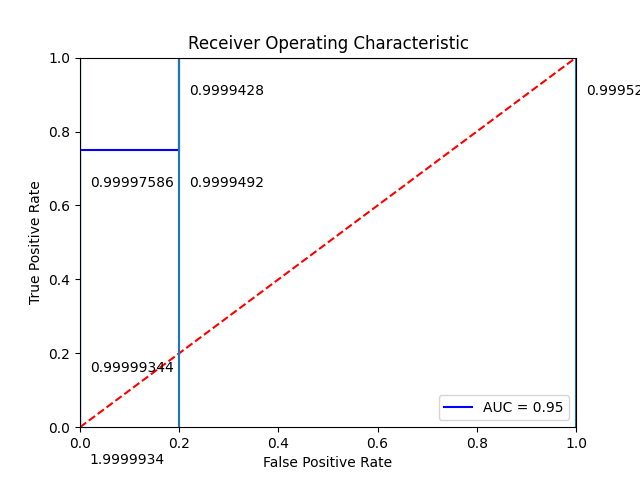 Receiver Operating Characteristic
1.0
0.9999428
0.99952
0.8
0.99997586
0.9999492
0.6
True Positive Rate
0.4
0.99999344
0.2
AUC = 0.95
0.0
0.0 0.2 0.4 0.6 0.8 1.0
1.9999934
False Positive Rate